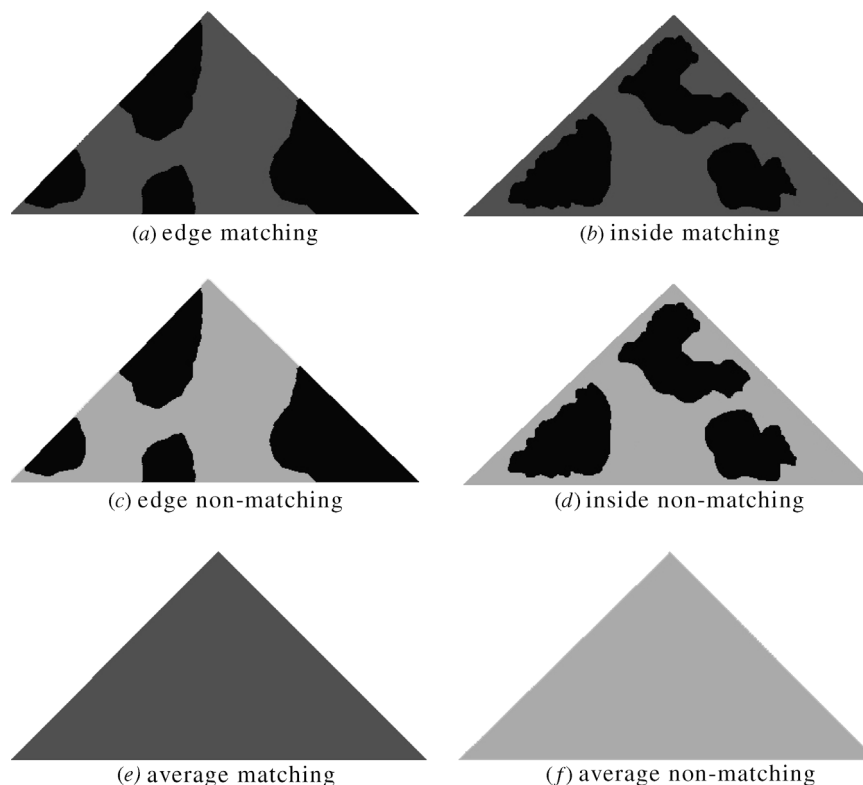 (a) edge matching
(b) inside matching
(c) edge non-matching
(d) inside non-matching
(e) average matching
(f) average non-matching